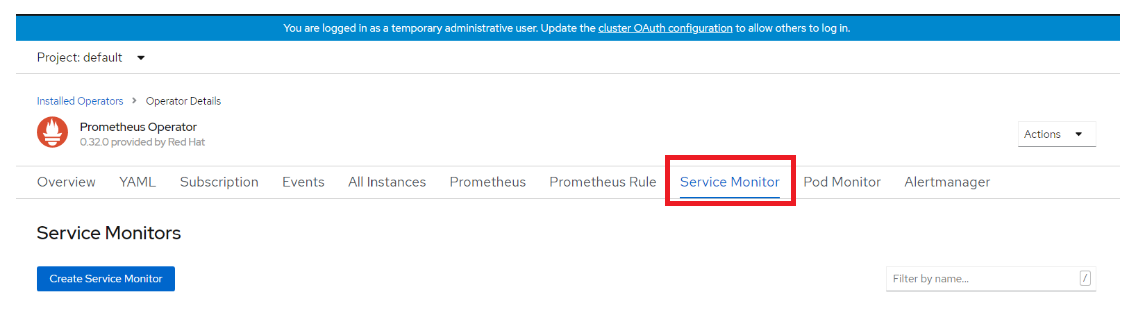 You are logged in as a temporary administrative user. Update the cluster OAuth configuration to allow others to log in.
Project: default
Installed Operators > Operator Details
Prometheus Operator
0.32.0 provided by Red Hat
Actions
Overview YAML Subscription Events All Instances Prometheus Prometheus Rule Service Monitor Pod Monitor Alertmanager
Service Monitors
Create Service Monitor
Filter by name...
/